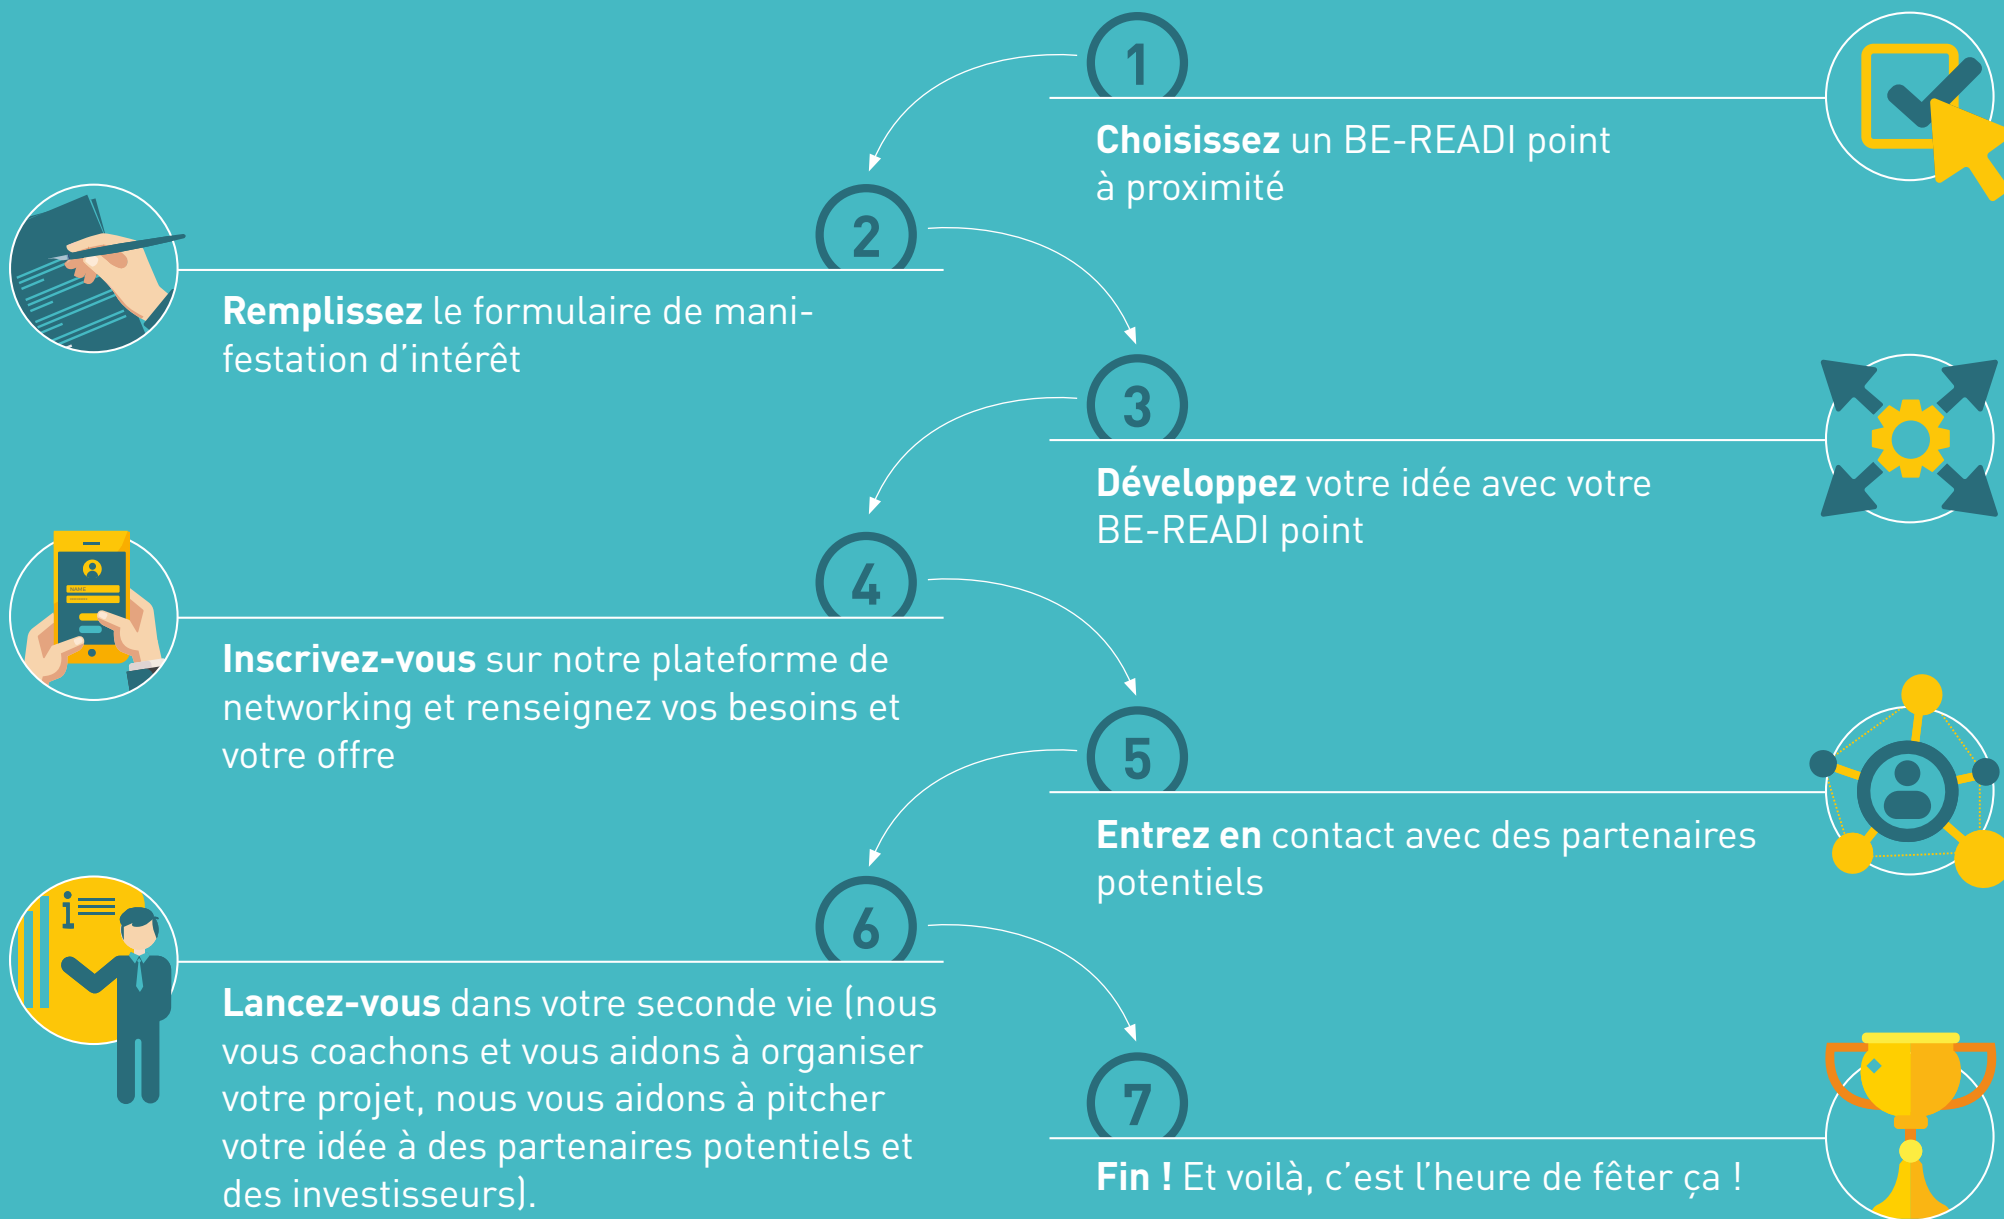 1
Choisissez un BE-READI point
à proximité
2
Remplissez le formulaire de mani-
festation d’intérêt
3
Développez votre idée avec votre
BE-READI point
4
NAME
Inscrivez-vous sur notre plateforme de
networking et renseignez vos besoins et
votre offre
5
Entrez en contact avec des partenaires
potentiels
6
i
Lancez-vous dans votre seconde vie (nous
vous coachons et vous aidons à organiser
votre projet, nous vous aidons à pitcher
votre idée à des partenaires potentiels et
des investisseurs).
7
Fin ! Et voilà, c’est l’heure de fêter ça !